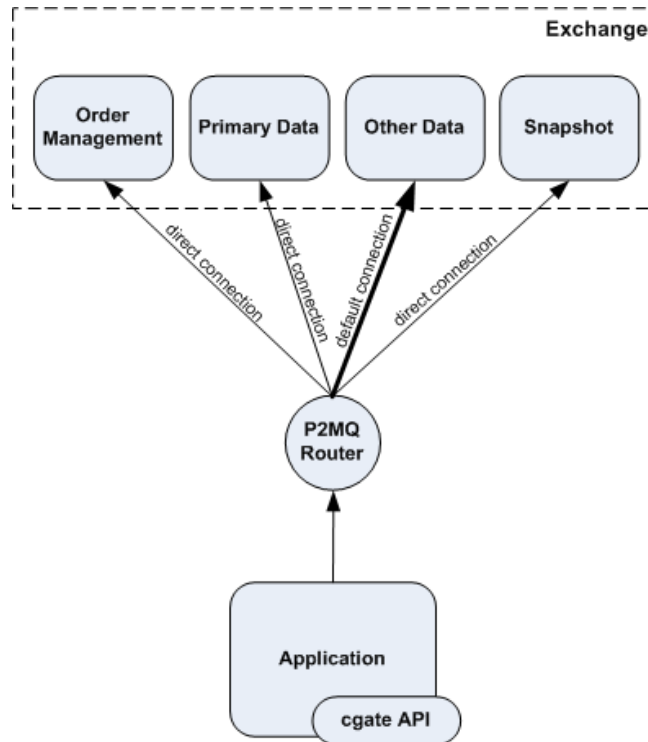 Exchange
Order
Management
Primary Data
Other Data
Snapshot
direct connection
direct connection
default connection
direct connection
P2MQ
Router
Application
cgate API